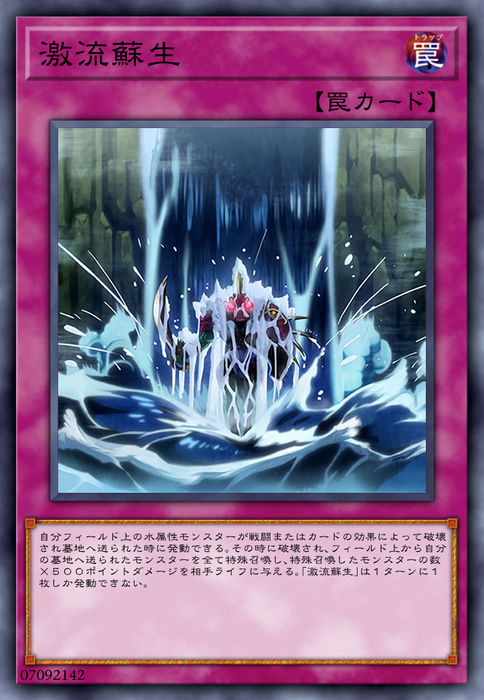 激流蘇生
トラップ
罠
【罠カード】
自分フィールド上の水属性モンスターが戦闘またはカードの効果によって破壊
され墓地へ送られた時に発動できる。その時に破壊され、フィールド上から自分
の墓地へ送られたモンスターを全て特殊召喚し、特殊召喚したモンスターの数
×500ポイントダメージを相手ライフに与える。「激流蘇生」は1ターンに1
枚しか発動できない。
07092142